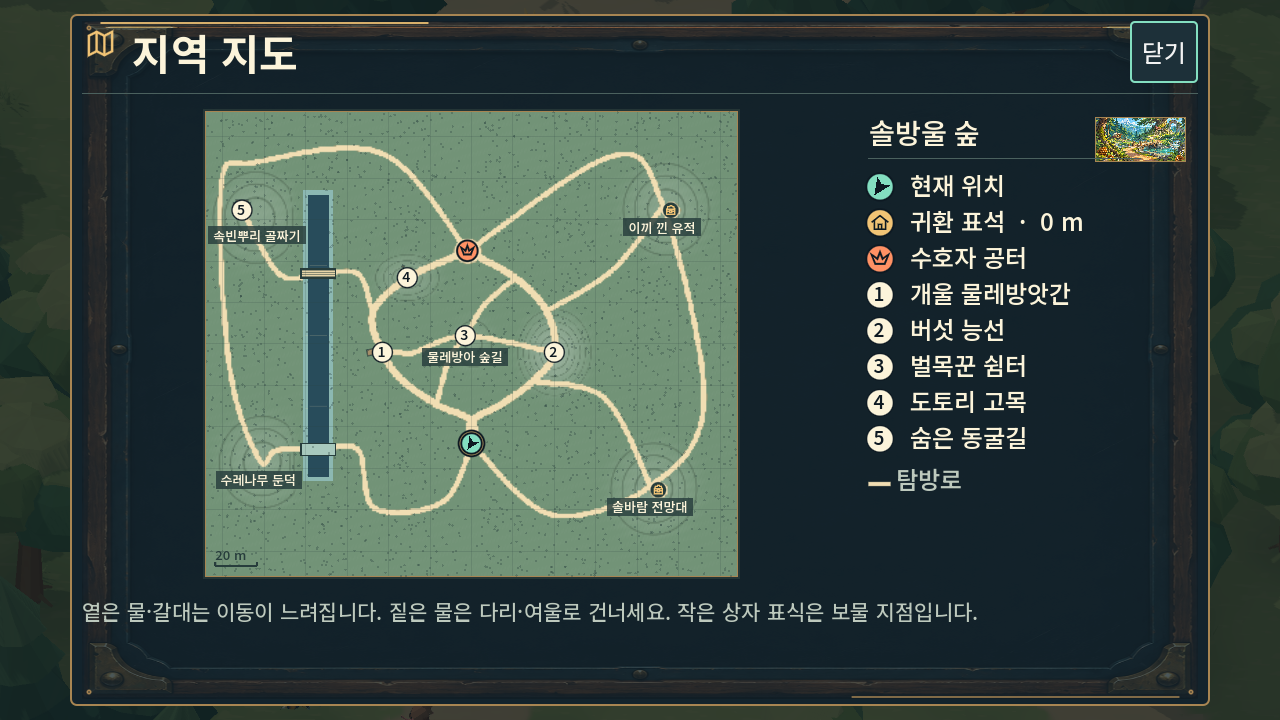 지역 지도
닫기
솔방울 숲
현재 위치
귀환 표석 · 0 m
수호자 공터
1 개울 물레방앗간
2 버섯 능선
3 벌목꾼 쉼터
4 도토리 고목
5 숨은 동굴길
탐방로
5
속빈뿌리 골짜기
이끼 낀 유적
4
3
물레방아 숲길
1
2
수레나무 둔덕
솔바람 전망대
20 m
옅은 물·갈대는 이동이 느려집니다. 짙은 물은 다리·여울로 건너세요. 작은 상자 표식은 보물 지점입니다.